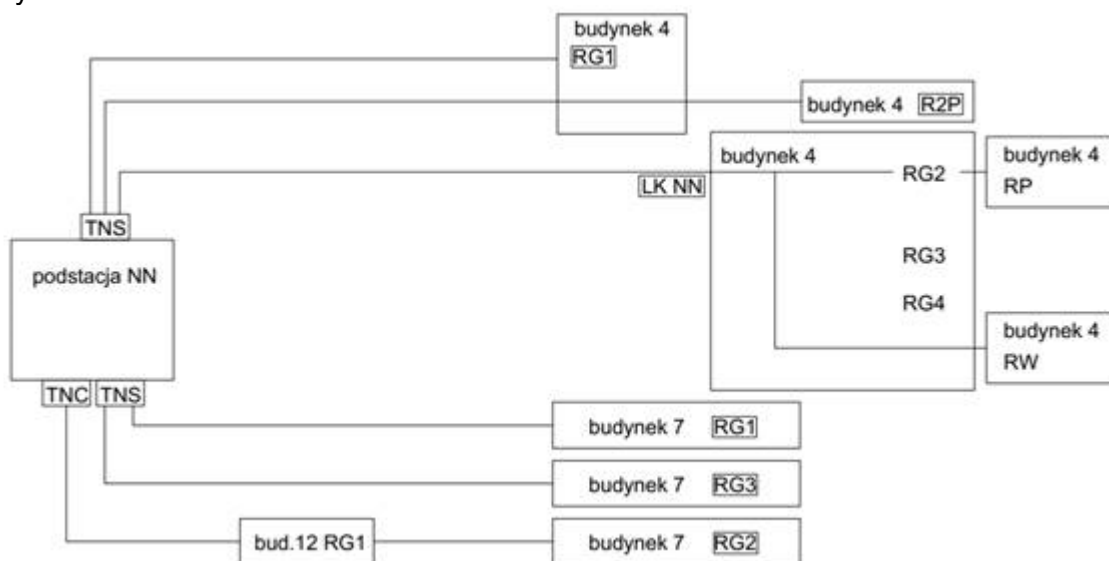 budynek 4
RG1
budynek 4 R2P
budynek 4
RG2
budynek 4
RP
LK NN
TNS
podstacja NN
RG3
RG4
budynek 4
RW
TNC TNS
budynek 7 RG1
budynek 7 RG3
bud.12 RG1
budynek 7 RG2